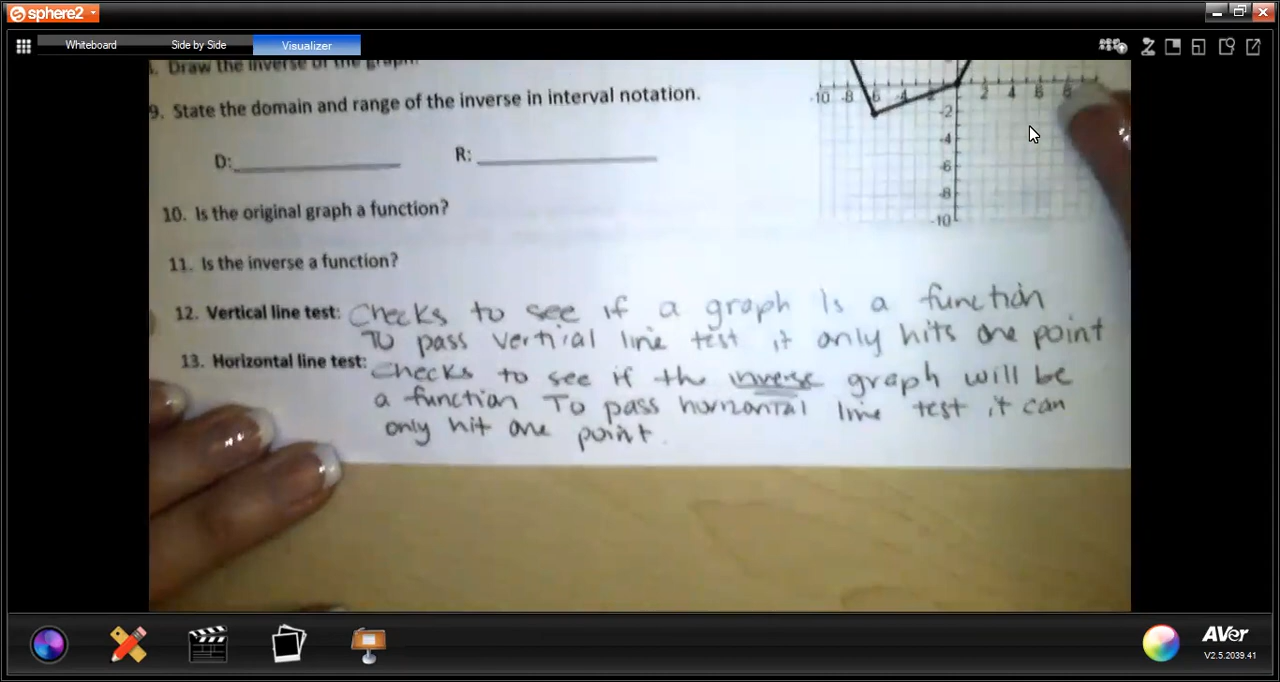 sphere2
Whiteboard Side by Side Visualizer
Draw the inverse of the graph.
9. State the domain and range of the inverse in interval notation.
D: R:
-10 -8 -6 -4 2 4 6 8
-2
-4
-6
-8
-10
10. Is the original graph a function?
11. Is the inverse a function?
12. Vertical line test: Checks to see if a graph is a function
To pass vertical line test it only hits one point
13. Horizontal line test: Checks to see if the inverse graph will be
a function To pass horizontal line test it can
only hit one point.
AVer
V2.5.2039.41